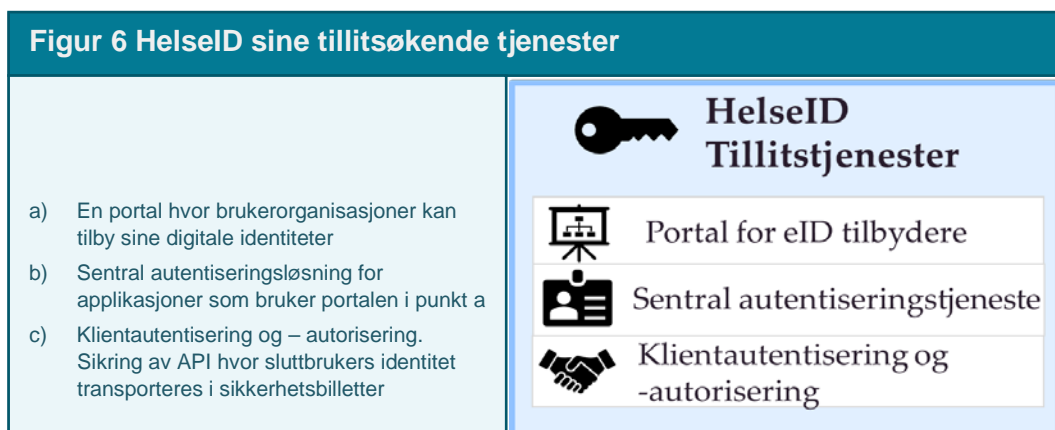 Figur 6 HelseID sine tillitsøkende tjenester
a) En portal hvor brukerorganisasjoner kan
tilby sine digitale identiteter
b) Sentral autentiseringsløsning for
applikasjoner som bruker portalen i punkt a
c) Klientautentisering og – autorisering.
Sikring av API hvor sluttbrukers identitet
transporteres i sikkerhetsbilletter
HelseID
Tillitstjenester
Portal for eID tilbydere
Sentral autentiseringstjeneste
Klientautentisering og
-autorisering